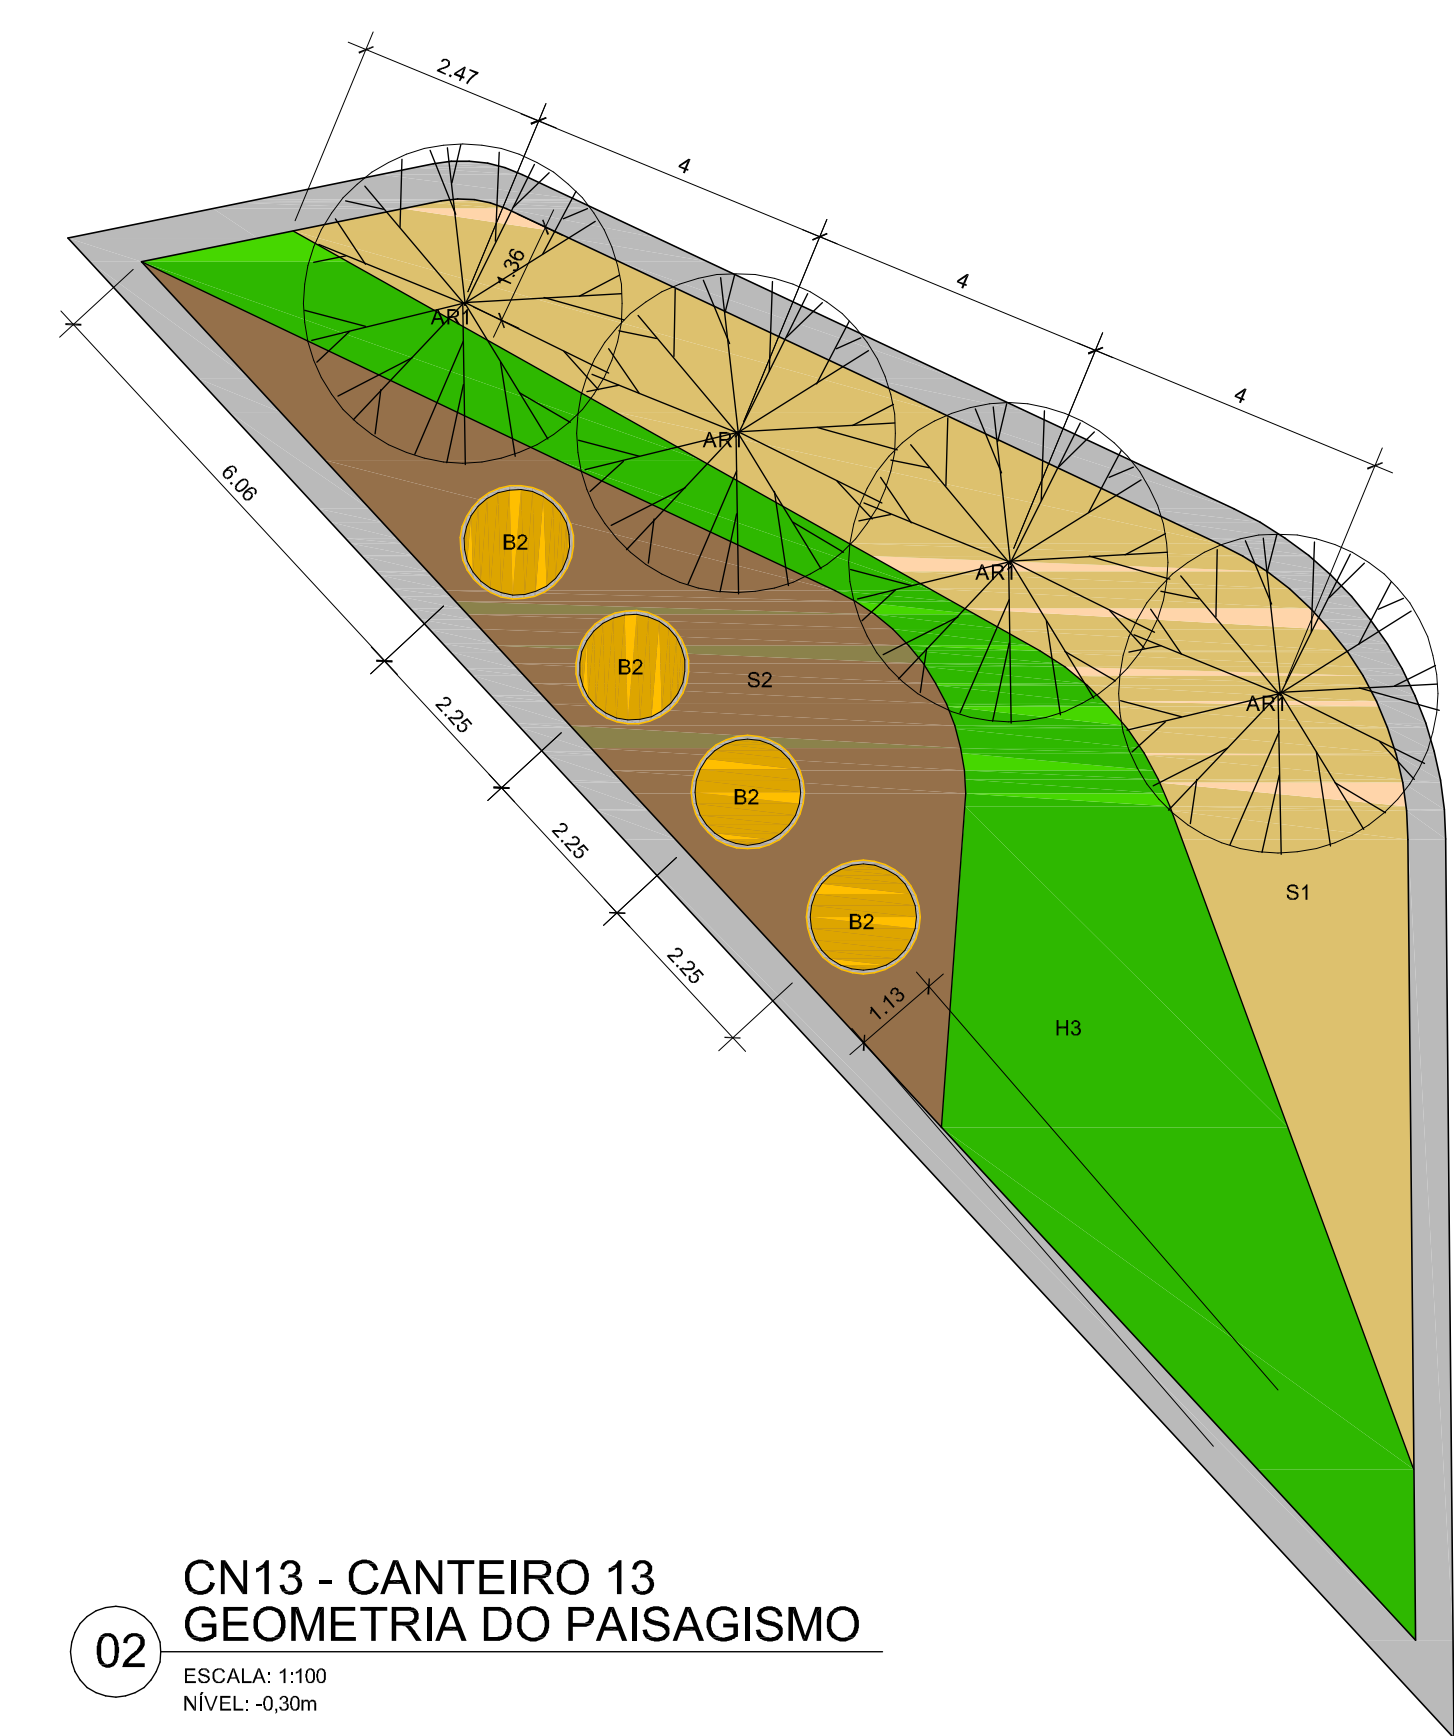 2.47
4
4
4
1.36
AR1
AR1
AR1
AR1
6.06
B2
B2
S2
2.25
B2
2.25
B2
S1
2.25
1.13
H3
CN13 - CANTEIRO 13
GEOMETRIA DO PAISAGISMO
02
ESCALA: 1:100
NÍVEL: -0,30m